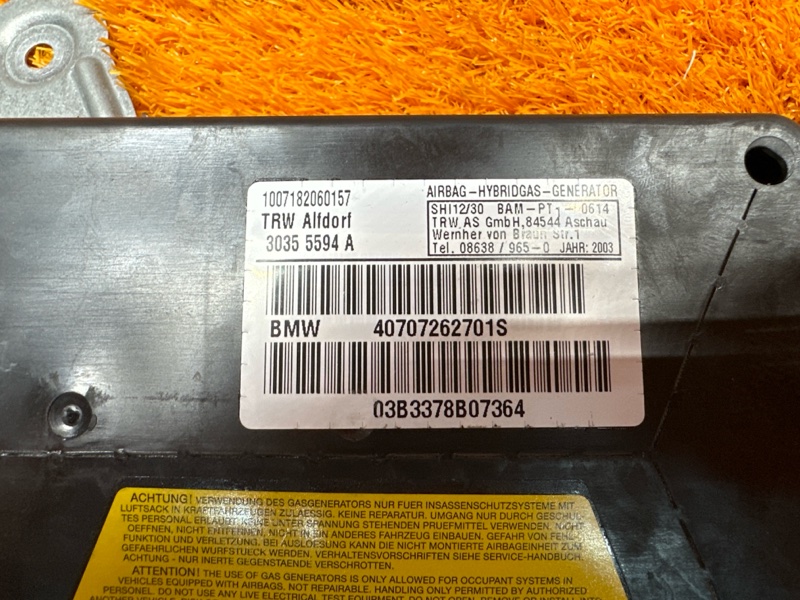 1007182060157
TRW Alfdorf
3035 5594 A
AIRBAG-HYBRIDGAS-GENERATOR
SHI12/30 BAM-PT1- 0614
TRW AS GmbH,84544 Aschau
Wernher von Braun Str.1
Tel. 08638 / 965-0 JAHR: 2003
BMW 40707262701S
03B3378B07364
ACHTUNG! VERWENDUNG DES GASGENERATORS NUR FUER INSASSENSCHUTZSYSTEME MIT
LUFTSACK IN KRAFTFAHRZEUGEN ZULAESSIG. KEINE REPARATUR. UMGANG NUR DURCH GESCHUL-
TES PERSONAL ERLAUBT. KEINE UNTER SPANNUNG STEHENDEN PRUEFMITTEL VERWENDEN. NICHT
OEFFNEN, NICHT ENTFERNEN, NICHT IN EIN ANDERES FAHRZEUG EINBAUEN. GEFAHR VON FEHL-
FUNKTION UND VERLETZUNG. BEI AUSLOESUNG KANN DIE NICHT MONTIERTE AIRBAGEINHEIT ZUM
GEFAEHRLICHEN WURFSTUECK WERDEN. VERHALTENSVORSCHRIFTEN SIEHE SERVICE-HANDBUCH.
ACHTUNG - NUR INERTE GEGENSTAENDE VERSCHROTTEN.
ATTENTION! THE USE OF GAS GENERATORS IS ONLY ALLOWED FOR OCCUPANT SYSTEMS IN
VEHICLES EQUIPPED WITH AIRBAGS. NOT REPAIRABLE. HANDLING ONLY PERMITTED BY AUTHORIZED
PERSONS. DO NOT USE ANY LIVE ELECTRICAL TEST EQUIPMENT. DO NOT